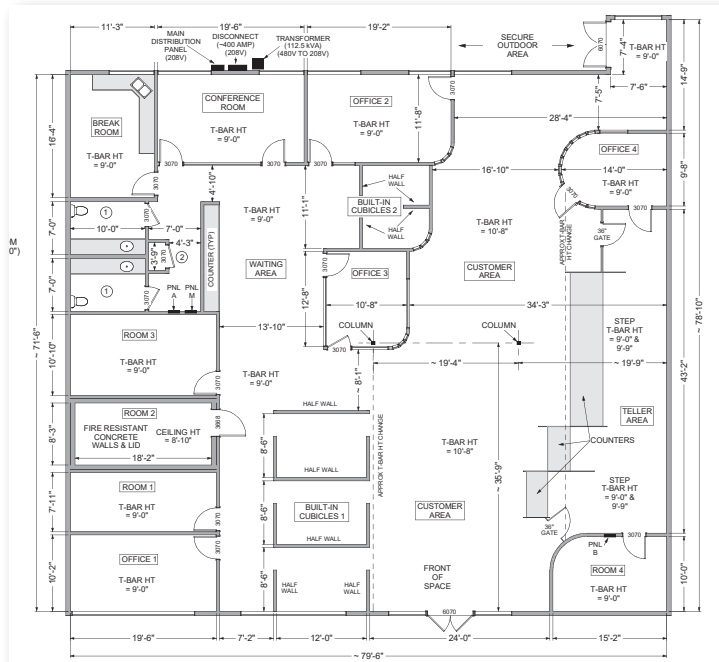 11'-3"
19'-6"
19'-2"
MAIN
DISTRIBUTION
PANEL
(208V)
DISCONNECT
(~400 AMP)
(208V)
TRANSFORMER
(112.5 kVA)
(480V TO 208V)
SECURE
OUTDOOR
AREA
6070
7'-4"
T-BAR HT
= 9'-0"
7'-6"
14'-9"
7'-5"
28'-4"
16'-4"
BREAK
ROOM
T-BAR HT
= 9'-0"
3070
CONFERENCE
ROOM
T-BAR HT
= 9'-0"
3070
3070
OFFICE 2
T-BAR HT
= 9'-0"
3070
11'-8"
3070
OFFICE 4
14'-0"
T-BAR HT
= 9'-0"
3070
3070
9'-8"
16'-10"
4'-10"
T-BAR HT
= 9'-0"
11'-1"
HALF
WALL
BUILT-IN
CUBICLES 2
HALF
WALL
T-BAR HT
= 10'-8"
APPROX T-BAR
HT CHANGE
36"
GATE
M
0")
7'-0"
1
10'-0"
3070
7'-0"
4'-3"
3'-9"
3070
2
COUNTER (TYP)
WAITING
AREA
CUSTOMER
AREA
7'-0"
1
3070
PNL
A
PNL
M
12'-8"
3070
OFFICE 3
10'-8"
34'-3"
~ 71'-6"
~ 78'-10"
13'-10"
COLUMN
COLUMN
3070
STEP
T-BAR HT
= 9'-0" &
9'-9"
10'-10"
ROOM 3
T-BAR HT
= 9'-0"
3070
T-BAR HT
= 9'-0"
~ 8'-1"
~ 19'-4"
~ 19'-9"
43'-2"
TELLER
AREA
8'-3"
ROOM 2
FIRE RESISTANT
CONCRETE
WALLS & LID
CEILING HT
= 8'-10"
18'-2"
3668
HALF WALL
8'-6"
HALF WALL
APPROX T-BAR HT CHANGE
T-BAR HT
= 10'-8"
~ 35'-9"
COUNTERS
7'-11"
ROOM 1
T-BAR HT
= 9'-0"
3070
8'-6"
BUILT-IN
CUBICLES 1
HALF WALL
CUSTOMER
AREA
STEP
T-BAR HT
= 9'-0" &
9'-9"
36"
GATE
10'-2"
OFFICE 1
T-BAR HT
= 9'-0"
3070
8'-6"
HALF
WALL
HALF
WALL
FRONT
OF
SPACE
6070
PNL
B
3070
ROOM 4
T-BAR HT
= 9'-0"
10'-0"
19'-6"
7'-2"
12'-0"
24'-0"
15'-2"
~ 79'-6"